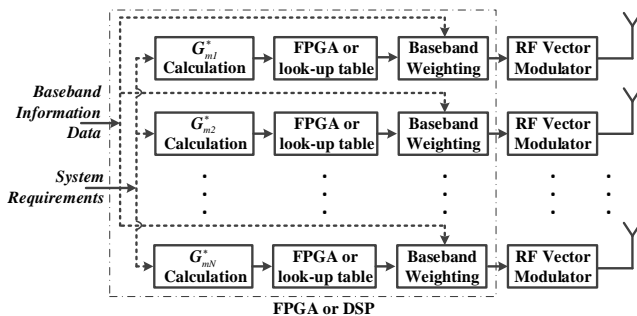 G*m1 Calculation
FPGA or look-up table
Baseband Weighting
RF Vector Modulator
Baseband Information Data
G*m2 Calculation
FPGA or look-up table
Baseband Weighting
RF Vector Modulator
System Requirements
G*mN Calculation
FPGA or look-up table
Baseband Weighting
RF Vector Modulator
FPGA or DSP